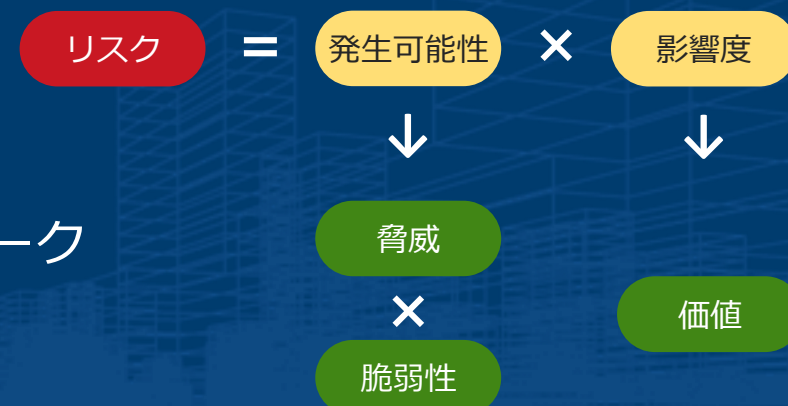 リスク = 発生可能性 × 影響度
↓ ↓
ーク
脅威
×
価値
脆弱性